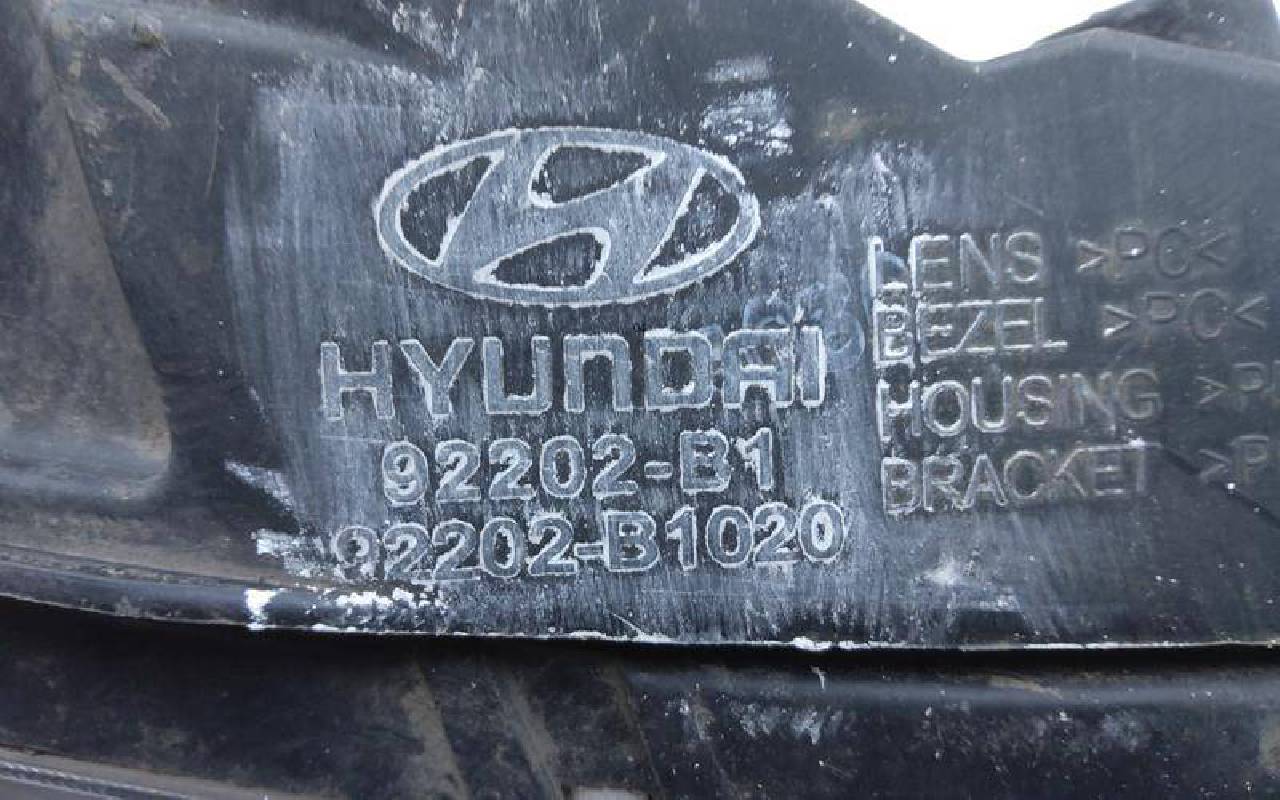 HYUNDAI
92202-B1
92202-B1020
LENS >PC<
BEZEL >PC<
HOUSING
BRACKET